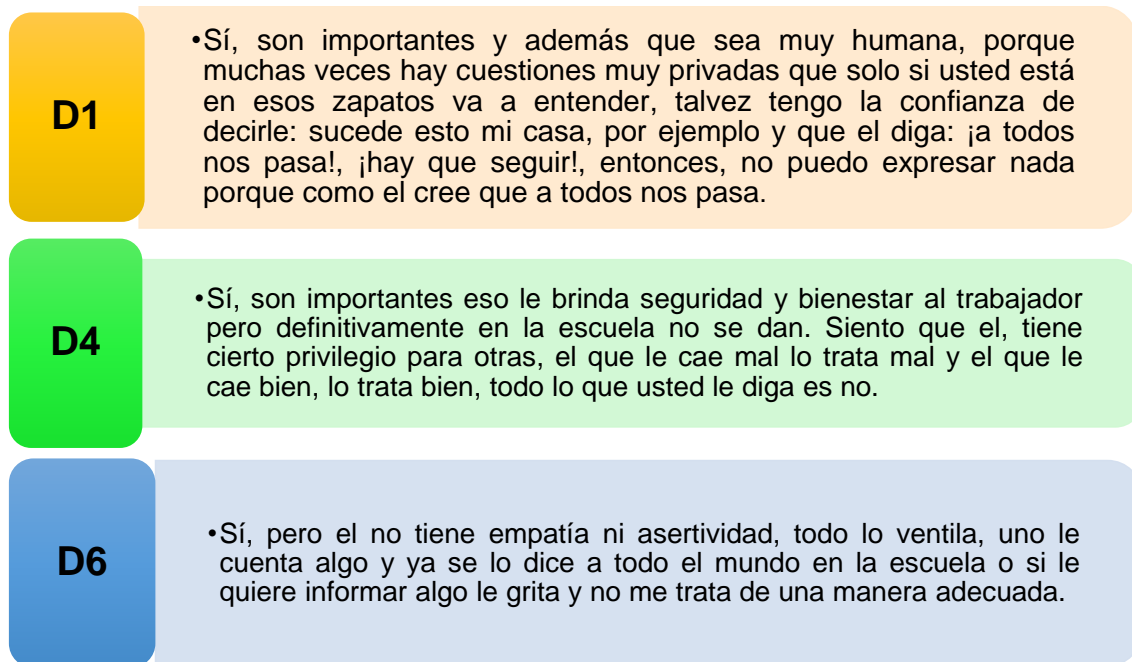 D1
•Sí, son importantes y además que sea muy humana, porque
muchas veces hay cuestiones muy privadas que solo si usted está
en esos zapatos va a entender, talvez tengo la confianza de
decirle: sucede esto mi casa, por ejemplo y que el diga: ¡a todos
nos pasa!, ¡hay que seguir!, entonces, no puedo expresar nada
porque como el cree que a todos nos pasa.
D4
•Sí, son importantes eso le brinda seguridad y bienestar al trabajador
pero definitivamente en la escuela no se dan. Siento que el, tiene
cierto privilegio para otras, el que le cae mal lo trata mal y el que le
cae bien, lo trata bien, todo lo que usted le diga es no.
D6
•Sí, pero el no tiene empatía ni asertividad, todo lo ventila, uno le
cuenta algo y ya se lo dice a todo el mundo en la escuela o si le
quiere informar algo le grita y no me trata de una manera adecuada.